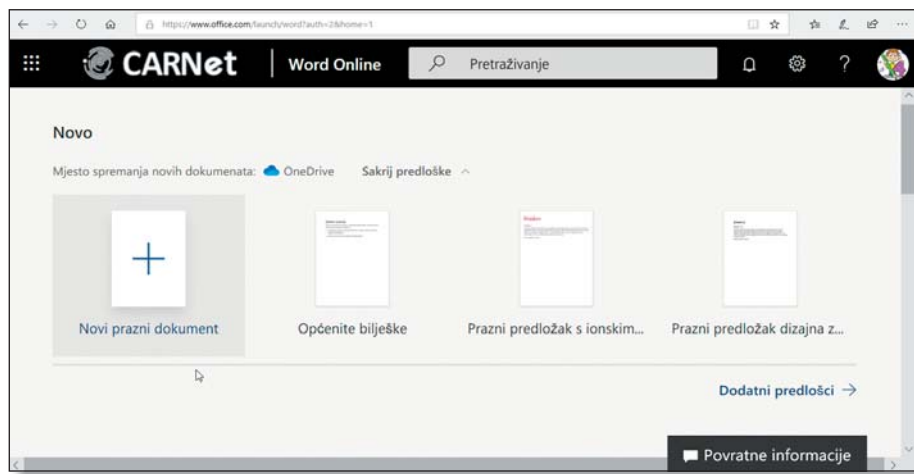 https://www.office.com/launch/word?auth=2&home=1
CARNet Word Online Pretraživanje ?
Novo
Mjesto spremanja novih dokumenata: OneDrive Sakrij predloške
Novi prazni dokument Općenite bilješke Prazni predložak s ionskim... Prazni predložak dizajna z...
Dodatni predlošci →
Povratne informacije